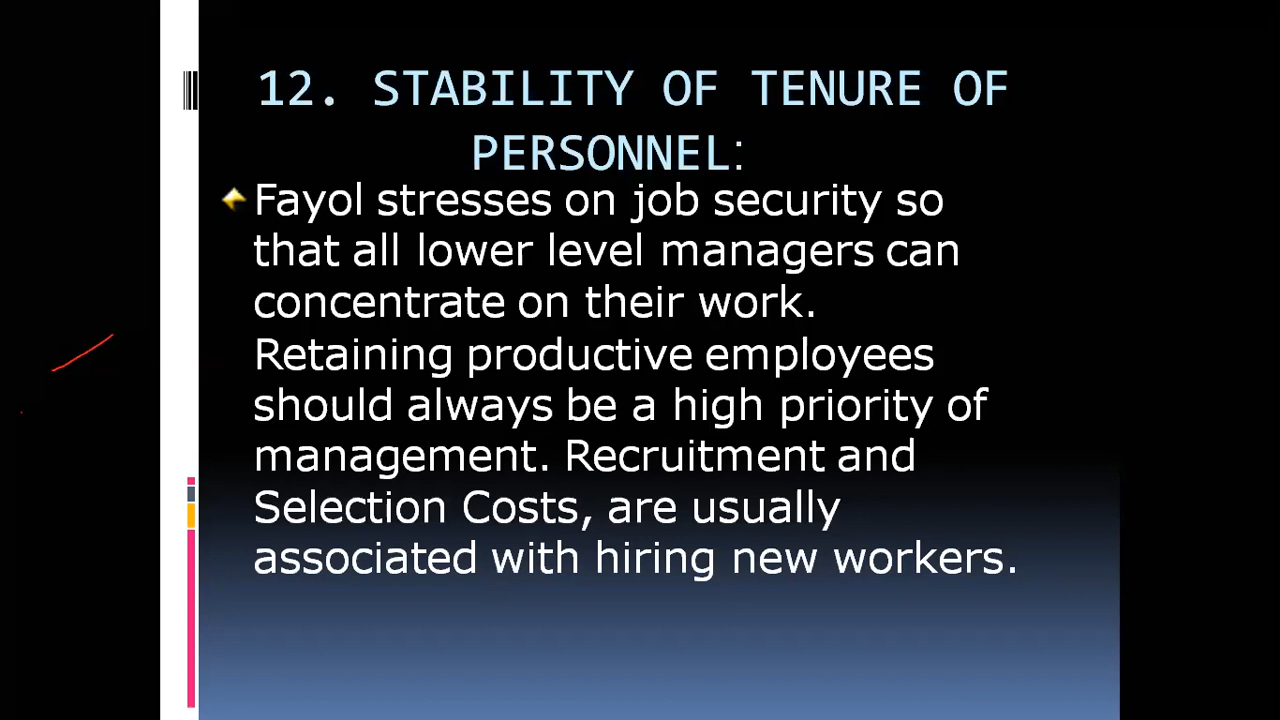 12. STABILITY OF TENURE OF
PERSONNEL:
Fayol stresses on job security so
that all lower level managers can
concentrate on their work.
Retaining productive employees
should always be a high priority of
management. Recruitment and
Selection Costs, are usually
associated with hiring new workers.